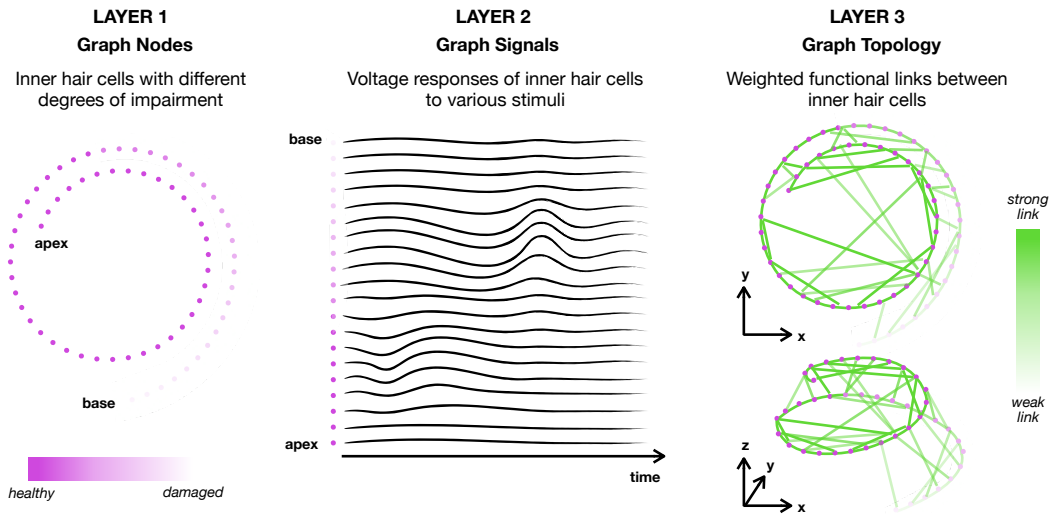 LAYER 1
Graph Nodes
Inner hair cells with different
degrees of impairment
apex
base
healthy
damaged
LAYER 2
Graph Signals
Voltage responses of inner hair cells
to various stimuli
base
apex
time
LAYER 3
Graph Topology
Weighted functional links between
inner hair cells
y
x
z
y
x
strong
link
weak
link